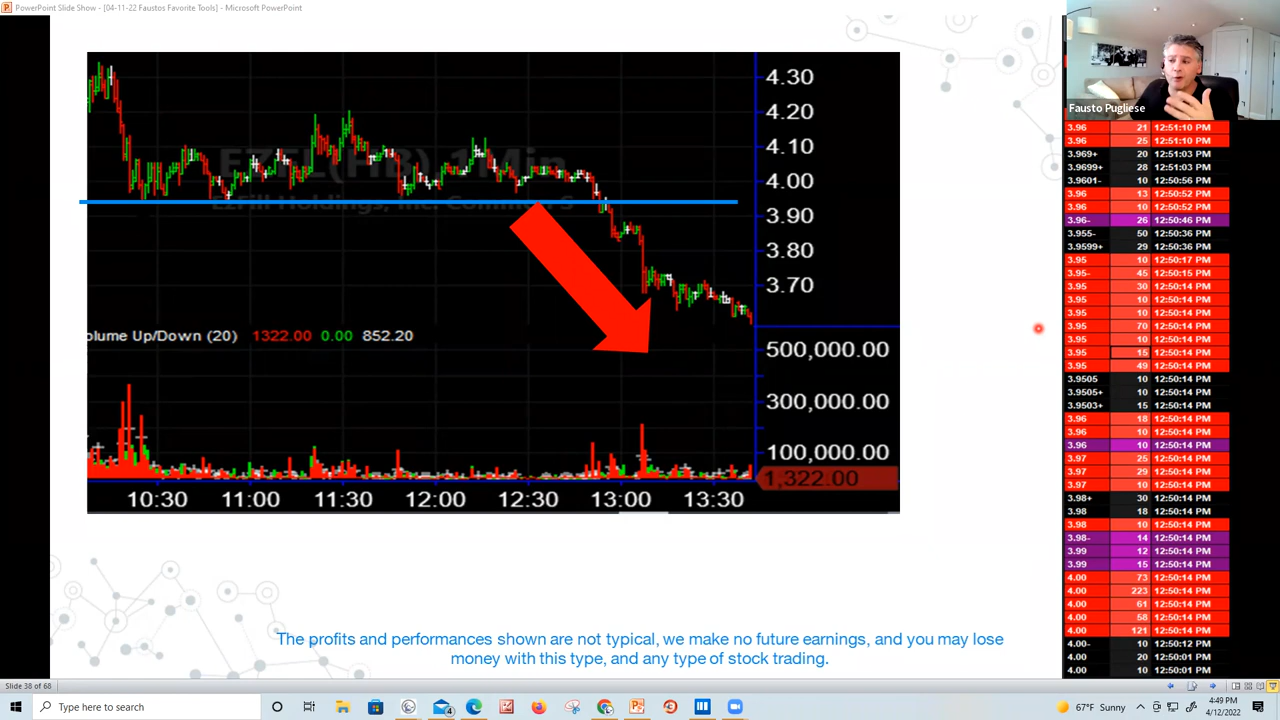 PowerPoint Slide Show - [04-11-22 Faustos Favorite Tools] - Microsoft PowerPoint
Fausto Pugliese
EZFL(13) 1 Min
EzFill Holdings, Inc. Common S
4.30
4.20
4.10
4.00
3.90
3.80
3.70
olume Up/Down (20) 1322.00 0.00 852.20
500,000.00
300,000.00
100,000.00
1,322.00
10:30 11:00 11:30 12:00 12:30 13:00 13:30
3.96 21 12:51:10 PM
3.96 25 12:51:10 PM
3.969+ 20 12:51:03 PM
3.9699+ 28 12:51:03 PM
3.9601- 10 12:50:56 PM
3.96 13 12:50:52 PM
3.96 10 12:50:52 PM
3.96- 26 12:50:46 PM
3.955- 50 12:50:36 PM
3.9599+ 29 12:50:36 PM
3.95 10 12:50:17 PM
3.95- 45 12:50:15 PM
3.95 30 12:50:14 PM
3.95 10 12:50:14 PM
3.95 10 12:50:14 PM
3.95 70 12:50:14 PM
3.95 10 12:50:14 PM
3.95 15 12:50:14 PM
3.95 49 12:50:14 PM
3.9505 10 12:50:14 PM
3.9505+ 10 12:50:14 PM
3.9503+ 15 12:50:14 PM
3.96 18 12:50:14 PM
3.96 10 12:50:14 PM
3.96 10 12:50:14 PM
3.97 25 12:50:14 PM
3.97 29 12:50:14 PM
3.97 10 12:50:14 PM
3.98+ 30 12:50:14 PM
3.98 18 12:50:14 PM
3.98 10 12:50:14 PM
3.98- 14 12:50:14 PM
3.99 12 12:50:14 PM
3.99 15 12:50:14 PM
4.00 73 12:50:14 PM
4.00 223 12:50:14 PM
4.00 61 12:50:14 PM
4.00 58 12:50:14 PM
4.00 121 12:50:14 PM
4.00- 10 12:50:12 PM
4.00 20 12:50:01 PM
4.00 10 12:50:01 PM
The profits and performances shown are not typical, we make no future earnings, and you may lose
money with this type, and any type of stock trading.
Slide 38 of 68
Type here to search
67°F Sunny
4:49 PM
4/12/2022